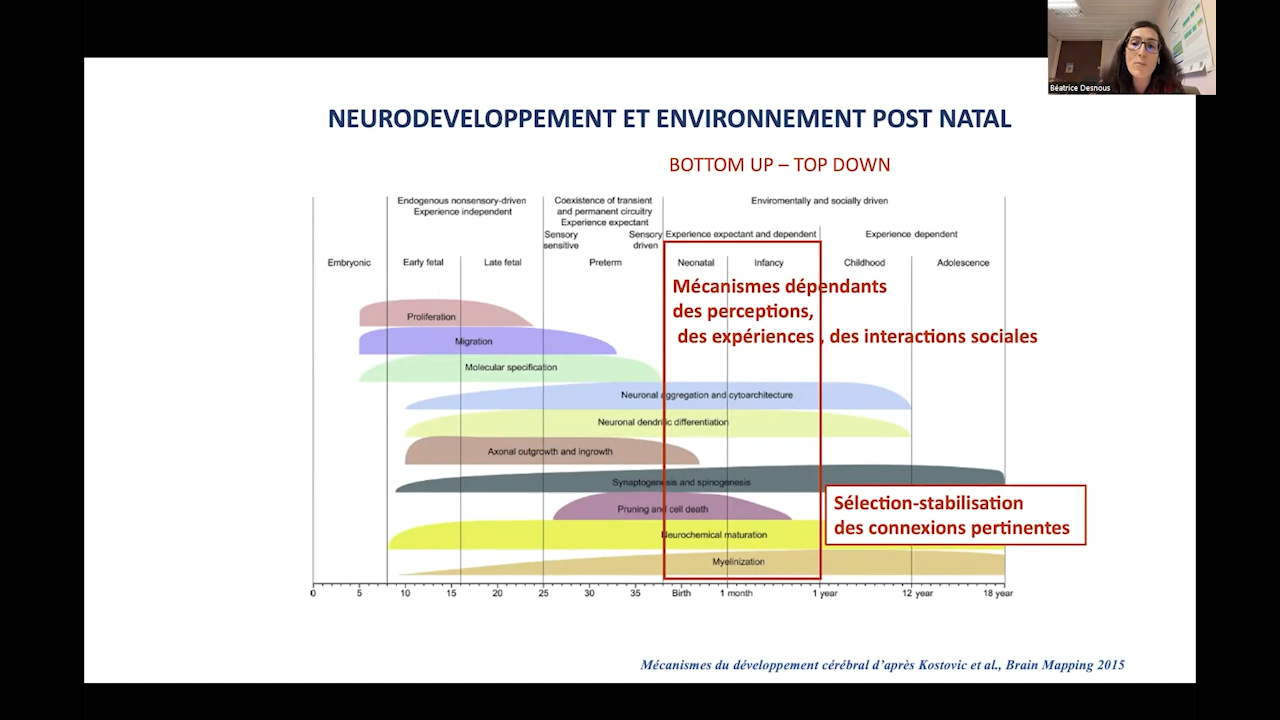 Béatrice Desnous
NEURODEVELOPPEMENT ET ENVIRONNEMENT POST NATAL
BOTTOM UP – TOP DOWN
Endogenous nonsensory-driven
Experience independent
Coexistence of transient
and permanent circuitry
Experience expectant
Enviromentally and socially driven
Sensory
sensitive
Sensory
driven
Experience expectant and dependent
Experience dependent
Embryonic
Early fetal
Late fetal
Preterm
Neonatal
Infancy
Childhood
Adolescence
Mécanismes dépendants
des perceptions,
des expériences , des interactions sociales
Proliferation
Migration
Molecular specification
Neuronal aggregation and cytoarchitecture
Neuronal dendritic differentiation
Axonal outgrowth and ingrowth
Synaptogenesis and spinogenesis
Pruning and cell death
Neurochemical maturation
Myelinization
Sélection-stabilisation
des connexions pertinentes
0 5 10 15 20 25 30 35 Birth 1 month 1 year 12 year 18 year
Mécanismes du développement cérébral d'après Kostovic et al., Brain Mapping 2015